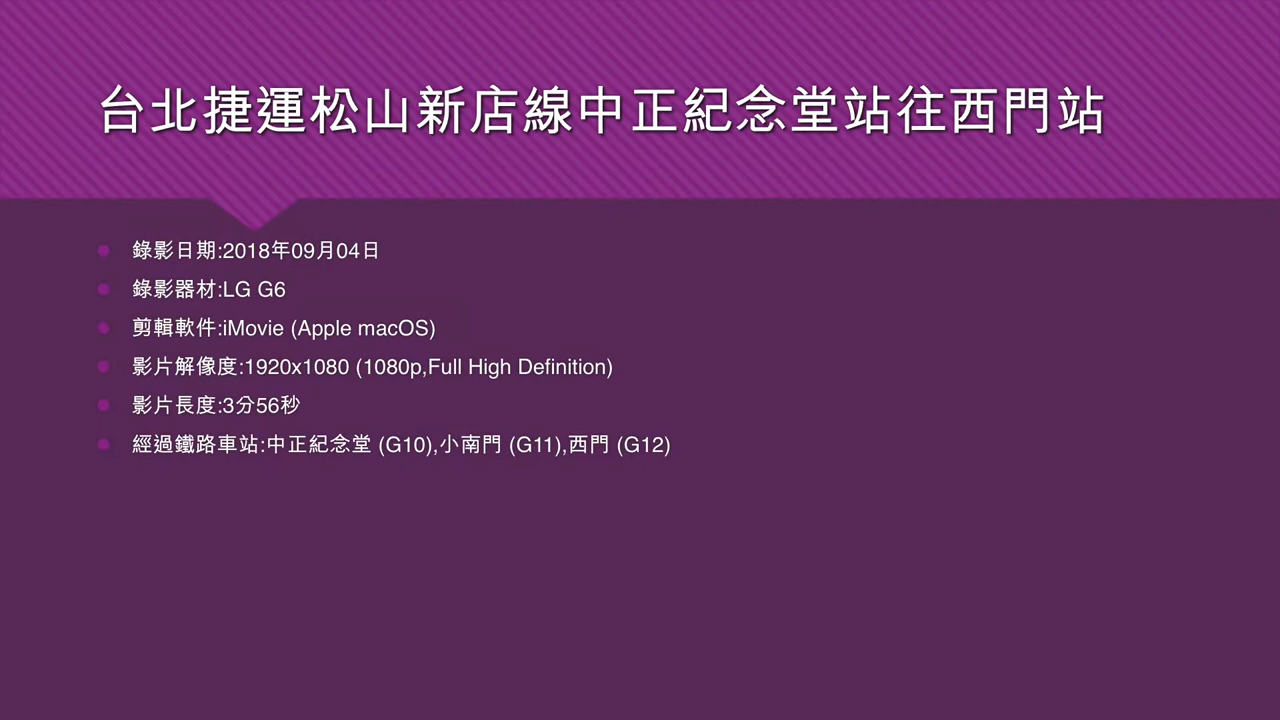 台北捷運松山新店線中正紀念堂站往西門站
錄影日期:2018年09月04日
錄影器材:LG G6
剪輯軟件:iMovie (Apple macOS)
影片解像度:1920x1080 (1080p,Full High Definition)
影片長度:3分56秒
經過鐵路車站:中正紀念堂 (G10),小南門 (G11),西門 (G12)